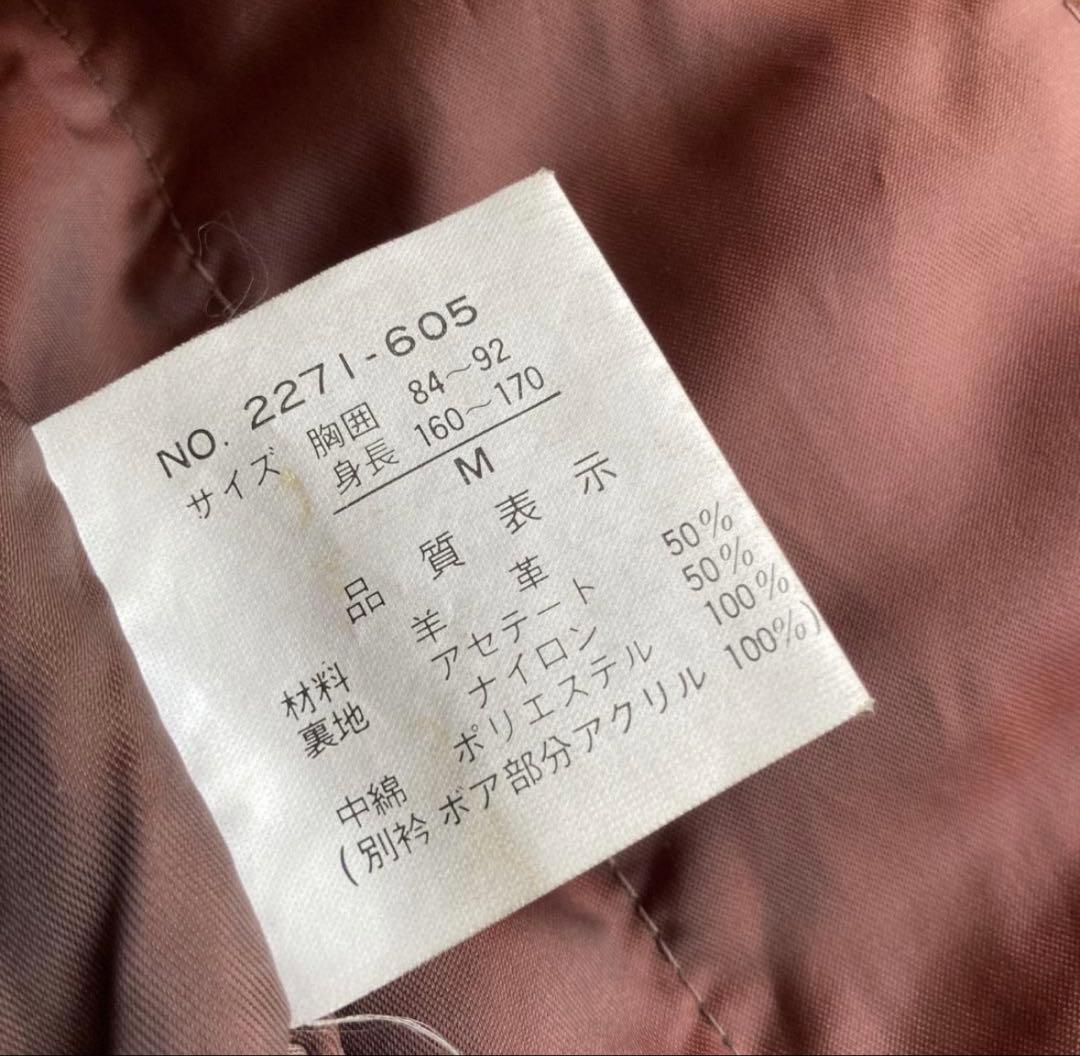 NO. 2271-605
サイズ 胸囲 84～92
身長 160～170
M
品質表示
材料 羊革
裏地 アセテート 50%
ナイロン 50%
中綿 ポリエステル 100%
(別衿 ボア部分アクリル 100%)